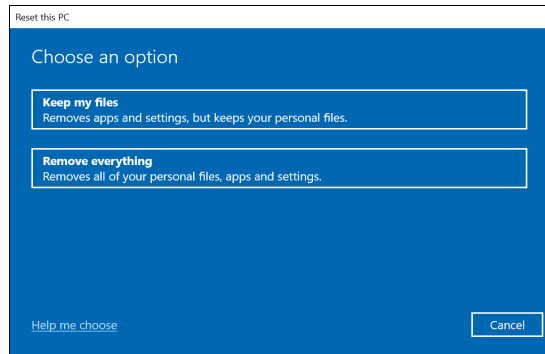 Reset this PC
Choose an option
Keep my files
Removes apps and settings, but keeps your personal files.
Remove everything
Removes all of your personal files, apps and settings.
Help me choose
Cancel